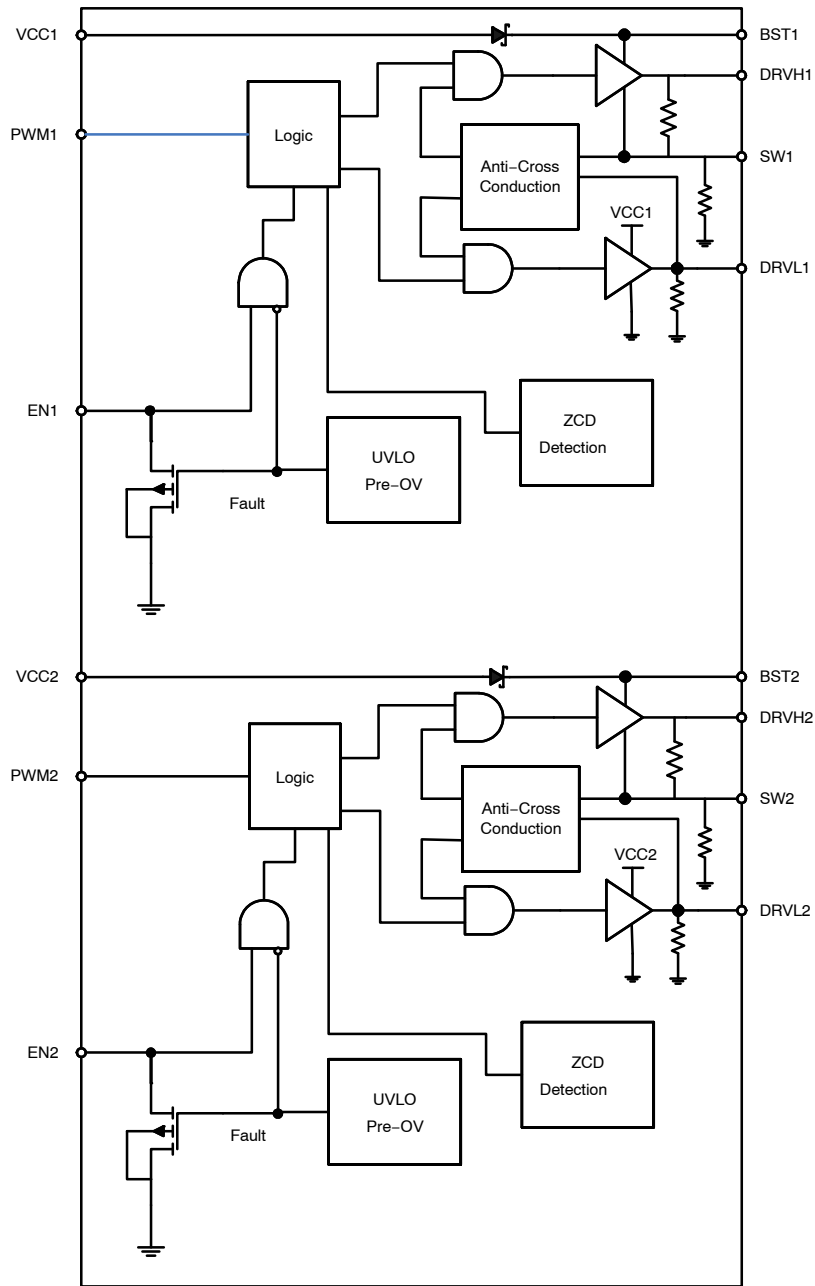 VCC1
BST1
DRVH1
PWM1
Logic
Anti−Cross
Conduction
SW1
VCC1
DRVL1
EN1
ZCD
Detection
UVLO
Pre−OV
Fault
VCC2
BST2
DRVH2
PWM2
Logic
Anti−Cross
Conduction
SW2
VCC2
DRVL2
EN2
ZCD
Detection
UVLO
Pre−OV
Fault